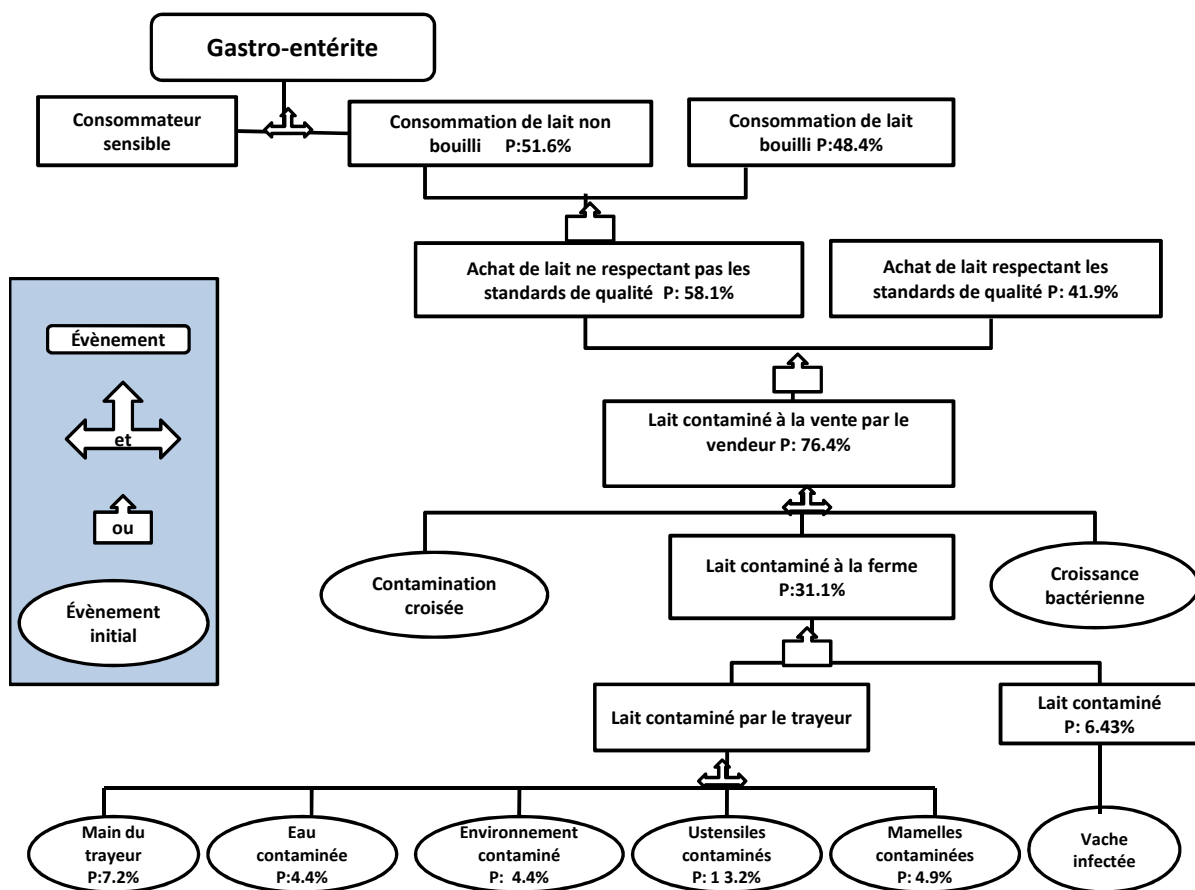 Gastro-entérite
Consommateur
sensible
Consommation de lait non
bouilli P:51.6%
Consommation de lait
bouilli P:48.4%
Achat de lait ne respectant pas les
standards de qualité P: 58.1%
Achat de lait respectant les
standards de qualité P: 41.9%
Évènement
et
ou
Évènement
initial
Lait contaminé à la vente par le
vendeur P: 76.4%
Contamination
croisée
Lait contaminé à la ferme
P:31.1%
Croissance
bactérienne
Lait contaminé par le trayeur
Lait contaminé
P: 6.43%
Main du
trayeur
P:7.2%
Eau
contaminée
P:4.4%
Environnement
contaminé
P: 4.4%
Ustensiles
contaminés
P: 1 3.2%
Mamelles
contaminées
P: 4.9%
Vache
infectée